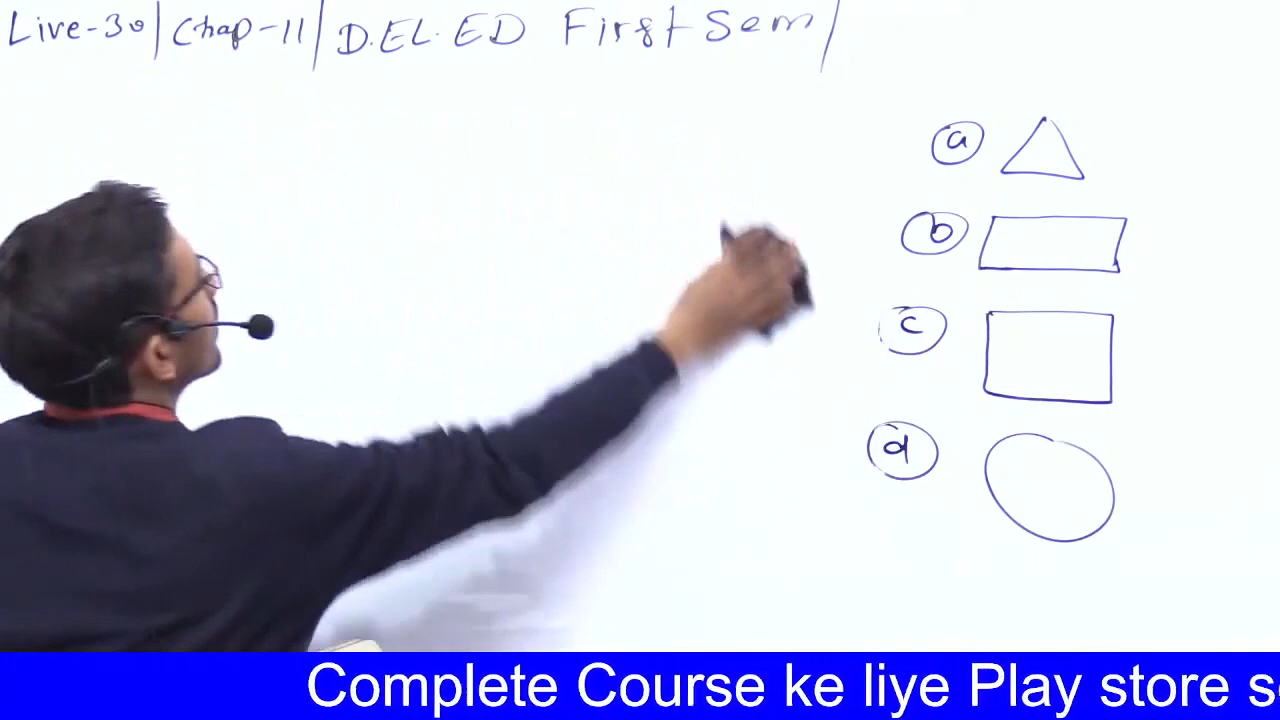 Live-30|Chap-11|D.EL.ED First Sem|
a
b
c
d
Complete Course ke liye Play store s